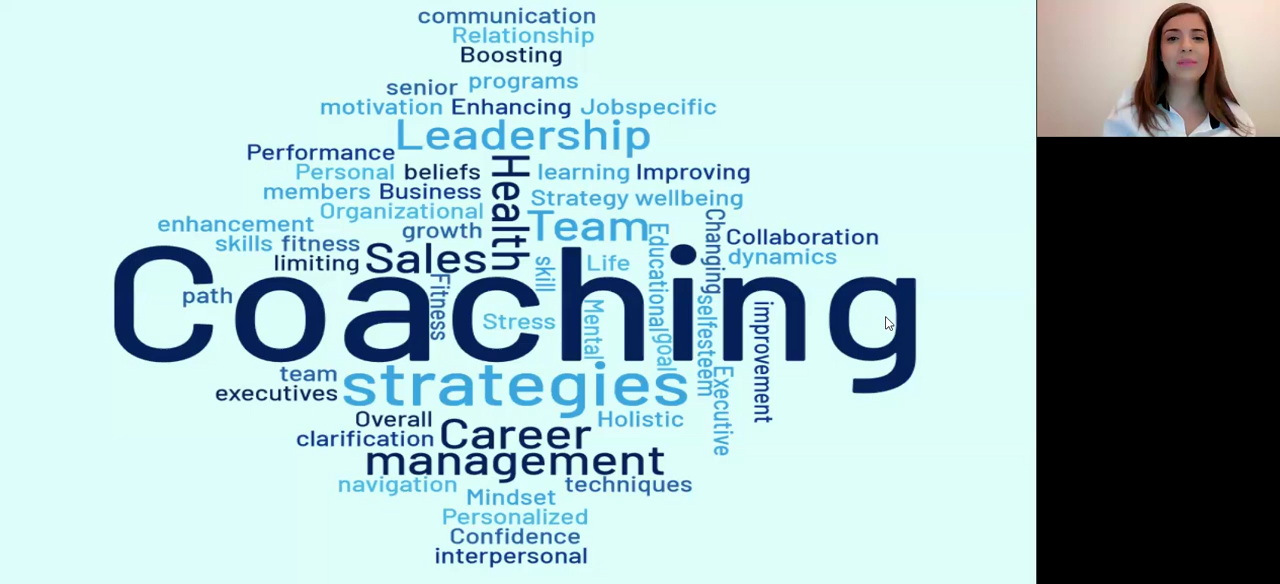 communication
Relationship
Boosting
senior programs
motivation Enhancing Jobspecific
Leadership
Performance
Health
Personal beliefs learning Improving
members Business Strategy wellbeing
Organizational
enhancement growth Team
Educational
Changing
Collaboration
skills fitness Sales skill Life dynamics
limiting
Coaching
path
Fitness
Stress
Mental
goal
selfesteem
improvement
team strategies
executives
Executive
Overall Holistic
clarification Career
management
navigation techniques
Mindset
Personalized
Confidence
interpersonal